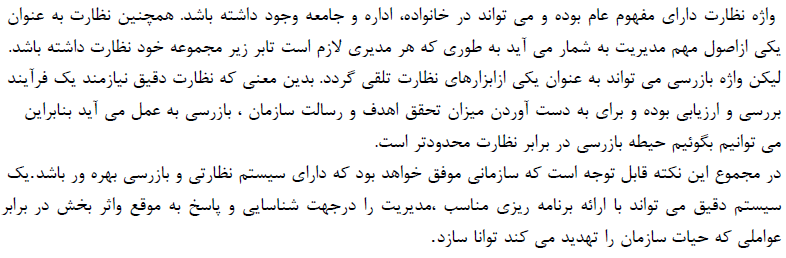 واژه نظارت دارای مفهوم عام بوده و می تواند در خانواده، اداره و جامعه وجود داشته باشد. همچنین نظارت به عنوان
یکی ازاصول مهم مدیریت به شمار می آید به طوری که هر مدیری لازم است تابر زیر مجموعه خود نظارت داشته باشد.
لیکن واژه بازرسی می تواند به عنوان یکی ازابزارهای نظارت تلقی گردد. بدین معنی که نظارت دقیق نیازمند یک فرآیند
بررسی و ارزیابی بوده و برای به دست آوردن میزان تحقق اهدف و رسالت سازمان ، بازرسی به عمل می آید بنابراین
می توانیم بگوئیم حیطه بازرسی در برابر نظارت محدودتر است.
در مجموع این نکته قابل توجه است که سازمانی موفق خواهد بود که دارای سیستم نظارتی و بازرسی بهره ور باشد.یک
سیستم دقیق می تواند با ارائه برنامه ریزی مناسب ،مدیریت را درجهت شناسایی و پاسخ به موقع واثر بخش در برابر
عواملی که حیات سازمان را تهدید می کند توانا سازد.